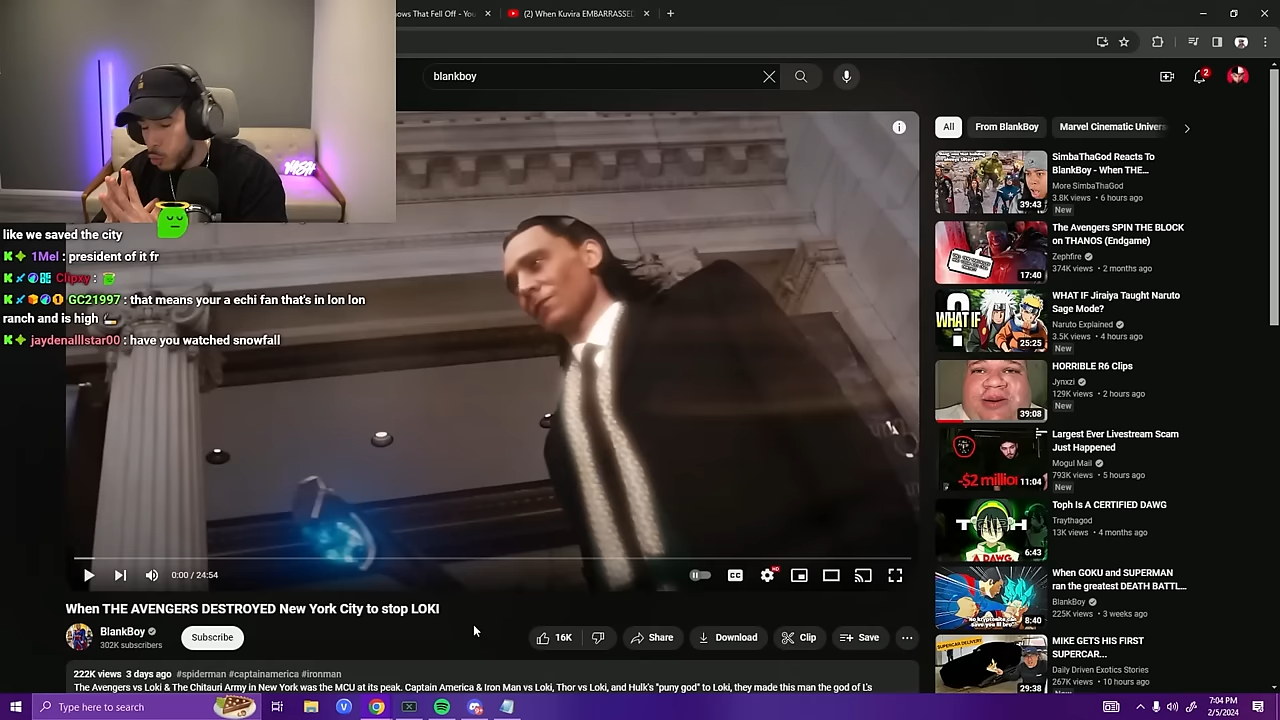 ows That Fell Off - You
(2) When Kuvira EMBARRASSED
blankboy
2
like we saved the city
1Mel : president of it fr
Clipxy :
GC21997 : that means your a echi fan that's in lon lon
ranch and is high
jaydenalllstar00 : have you watched snowfall
0:00 / 24:54
CC
HD
When THE AVENGERS DESTROYED New York City to stop LOKI
BlankBoy
302K subscribers
Subscribe
16K
Share
Download
Clip
Save
222K views 3 days ago #spiderman #captainamerica #ironman
The Avengers vs Loki & The Chitauri Army in New York was the MCU at its peak. Captain America & Iron Man vs Loki, Thor vs Loki, and Hulk's "puny god" to Loki, they made this man the god of L's
All
From BlankBoy
Marvel Cinematic Univers
39:43
SimbaThaGod Reacts To
BlankBoy - When THE...
More SimbaThaGod
3.8K views • 6 hours ago
New
17:40
The Avengers SPIN THE BLOCK
on THANOS (Endgame)
Zephfire
374K views • 2 months ago
WHAT IF
25:25
WHAT IF Jiraiya Taught Naruto
Sage Mode?
Naruto Explained
3.5K views • 4 hours ago
New
39:08
HORRIBLE R6 Clips
Jynxzi
129K views • 2 hours ago
New
-$2 million
11:04
Largest Ever Livestream Scam
Just Happened
Mogul Mail
793K views • 5 hours ago
New
A DAWG.
6:43
Toph Is A CERTIFIED DAWG
Traythagod
13K views • 4 months ago
8:40
When GOKU and SUPERMAN
ran the greatest DEATH BATTL...
BlankBoy
225K views • 3 weeks ago
SUPERCAR DELIVERY
29:38
MIKE GETS HIS FIRST
SUPERCAR...
Daily Driven Exotics Stories
267K views • 10 hours ago
New
Type here to search
7:04 PM
2/5/2024